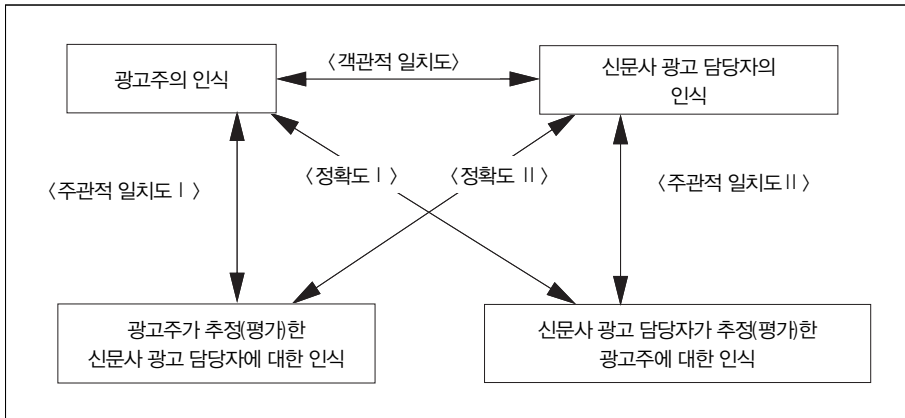 〈객관적 일치도〉
광고주의 인식
신문사 광고 담당자의
인식
〈주관적 일치도Ⅰ〉
〈정확도Ⅰ〉
〈정확도 Ⅱ〉
〈주관적 일치도Ⅱ〉
광고주가 추정(평가)한
신문사 광고 담당자에 대한 인식
신문사 광고 담당자가 추정(평가)한
광고주에 대한 인식